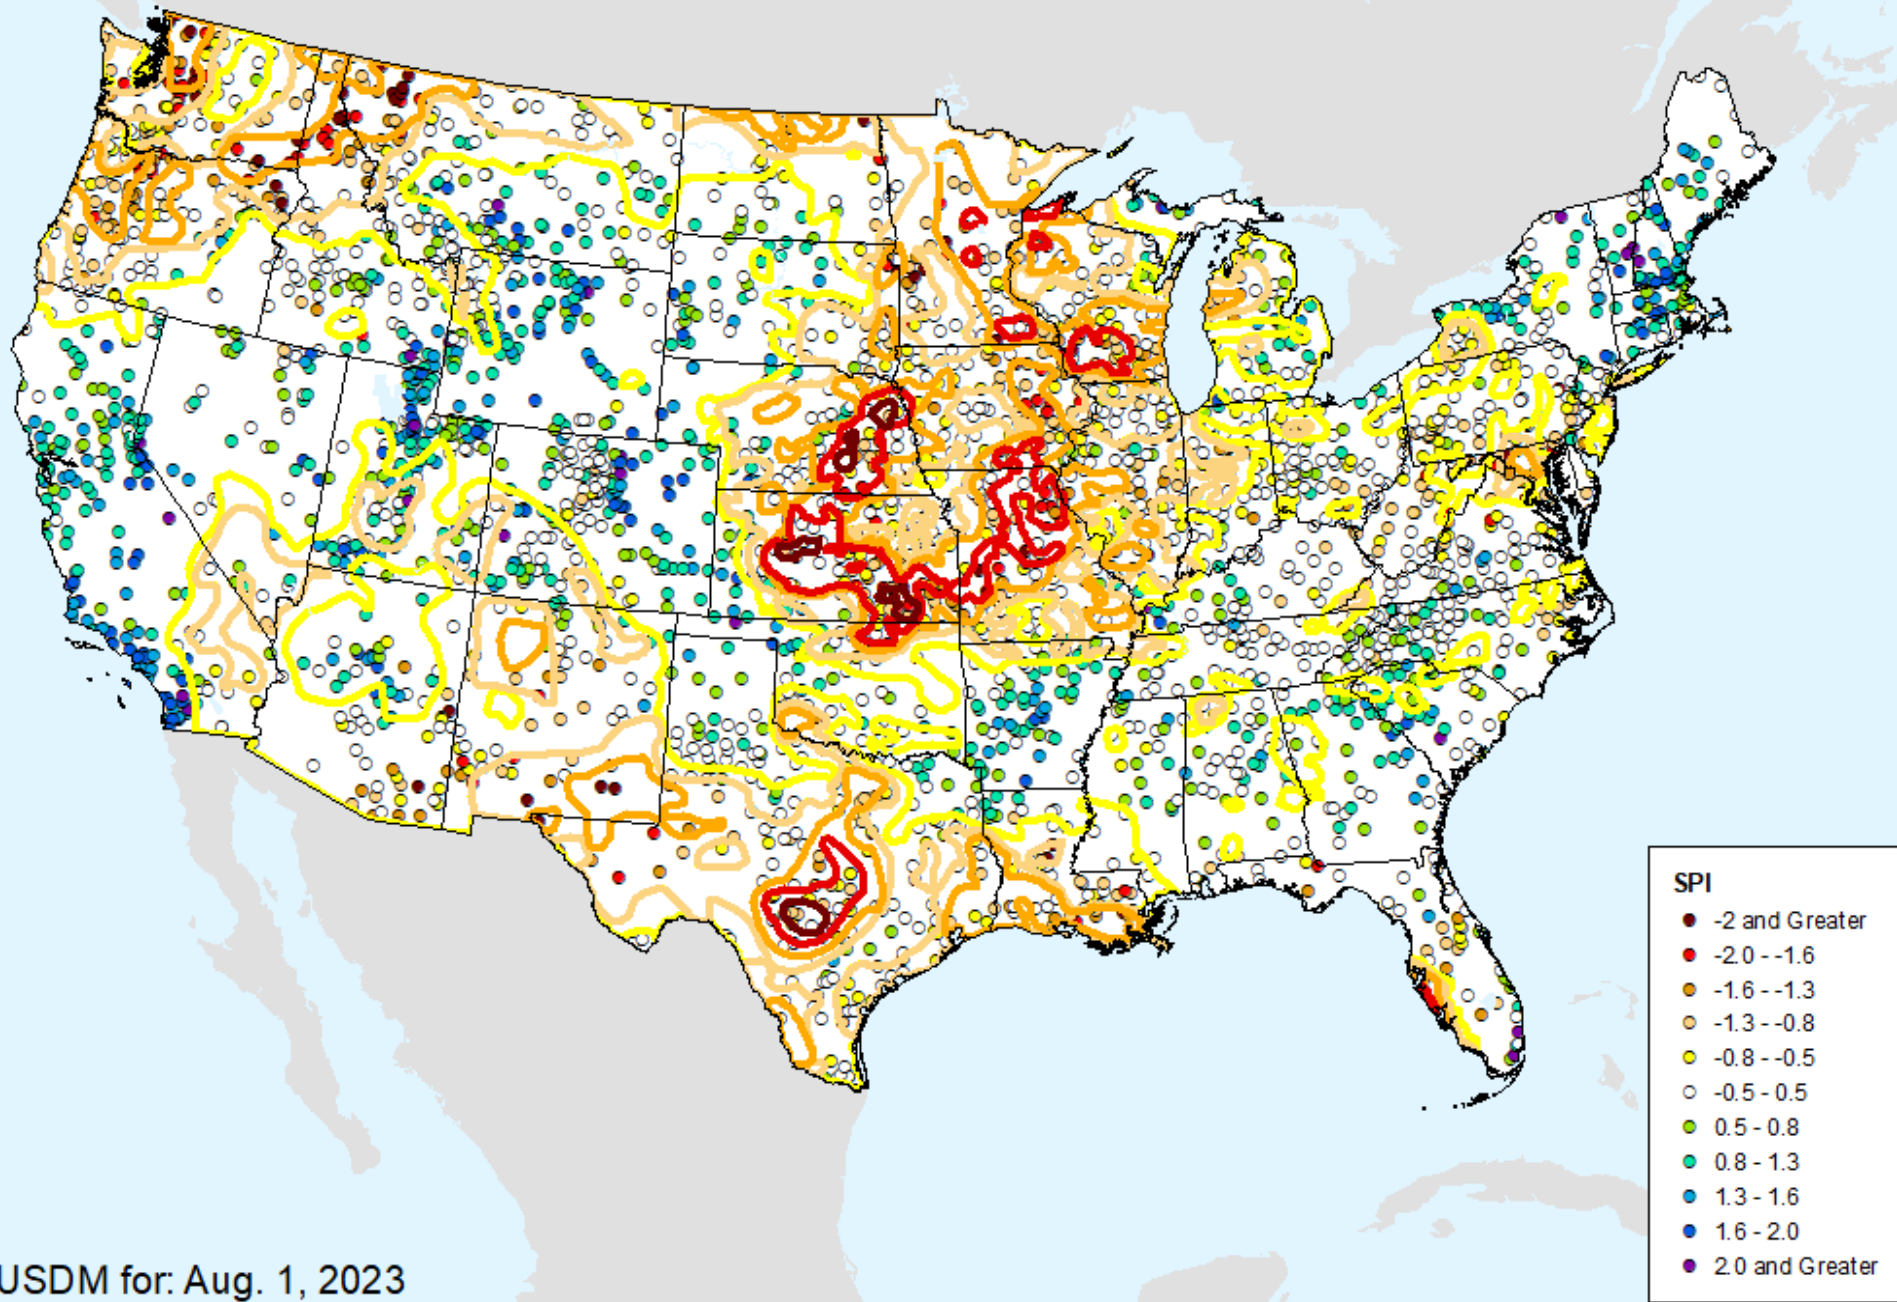 SPI
-2 and Greater
-2.0 - -1.6
-1.6 - -1.3
-1.3 - -0.8
-0.8 - -0.5
-0.5 - 0.5
0.5 - 0.8
0.8 - 1.3
1.3 - 1.6
1.6 - 2.0
2.0 and Greater
USDM for: Aug. 1, 2023